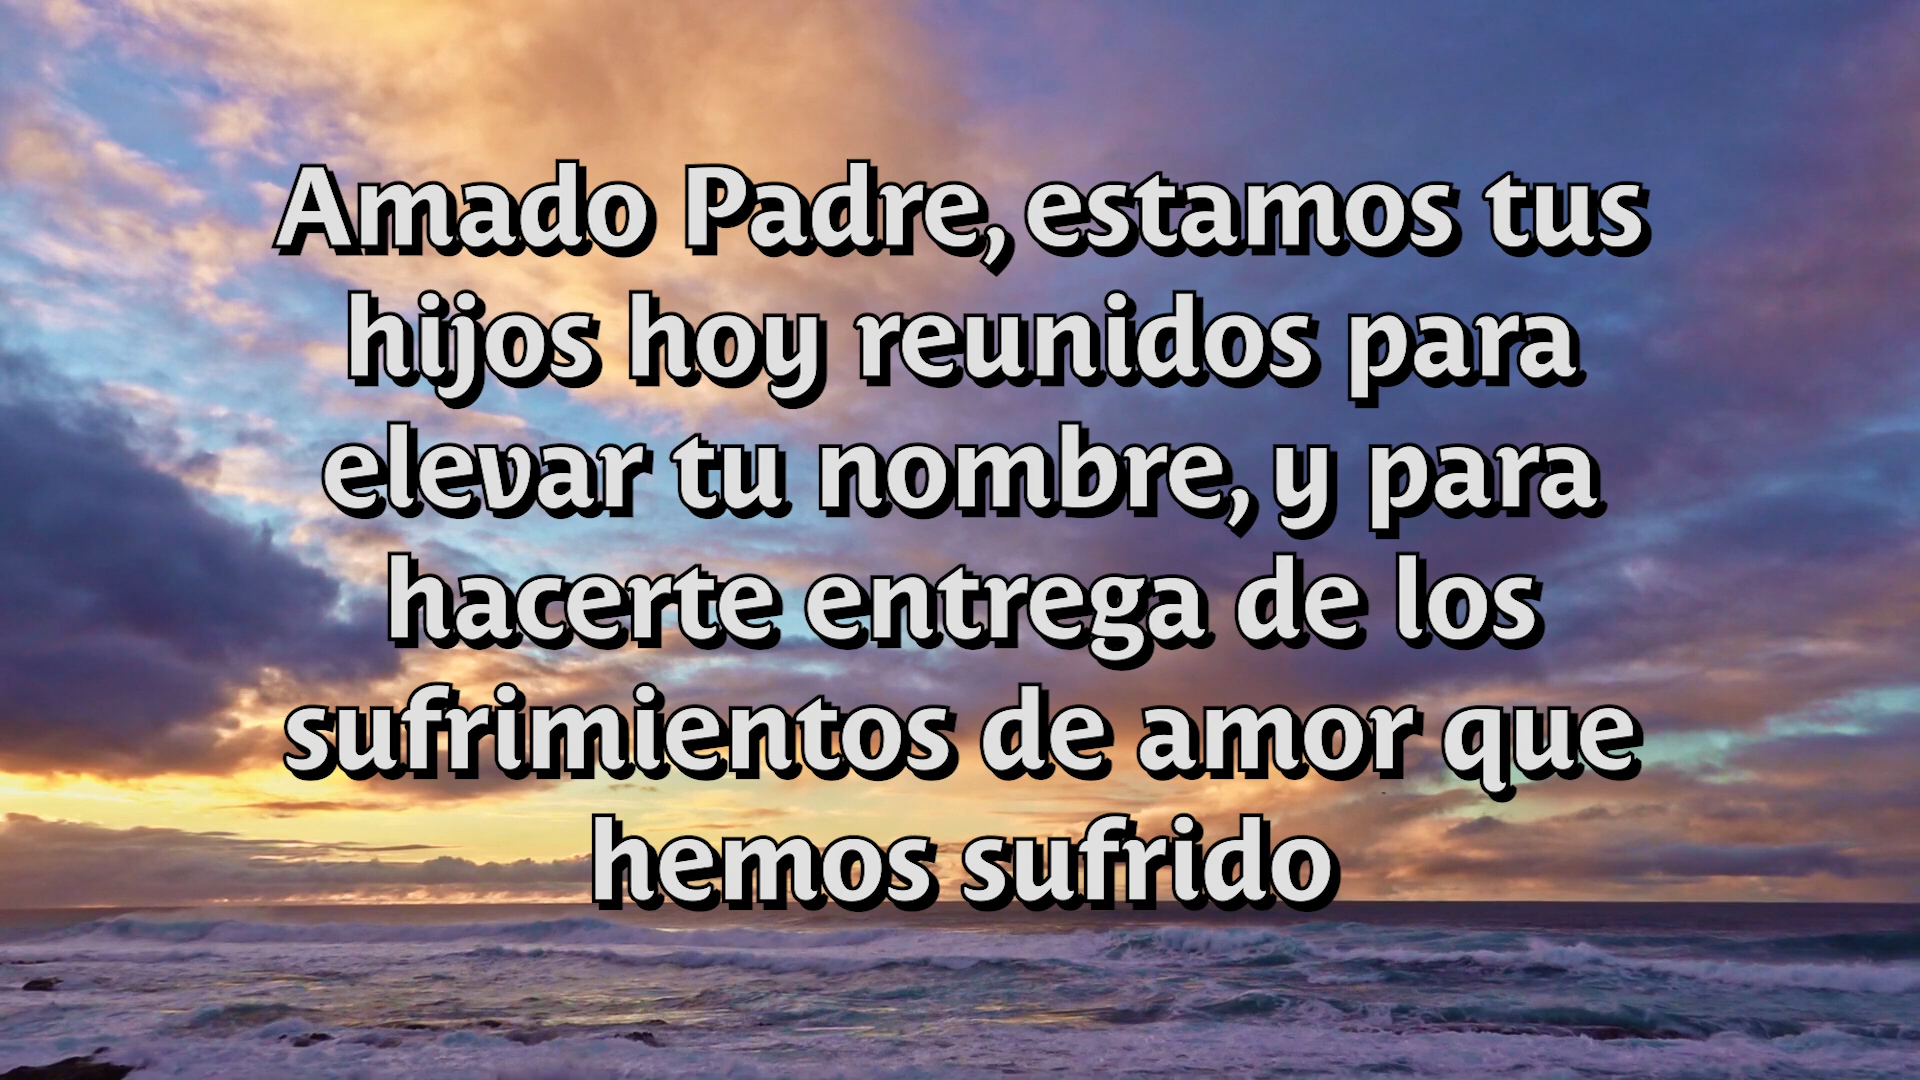 Amado Padre, estamos tus
hijos hoy reunidos para
elevar tu nombre, y para
hacerte entrega de los
sufrimientos de amor que
hemos sufrido